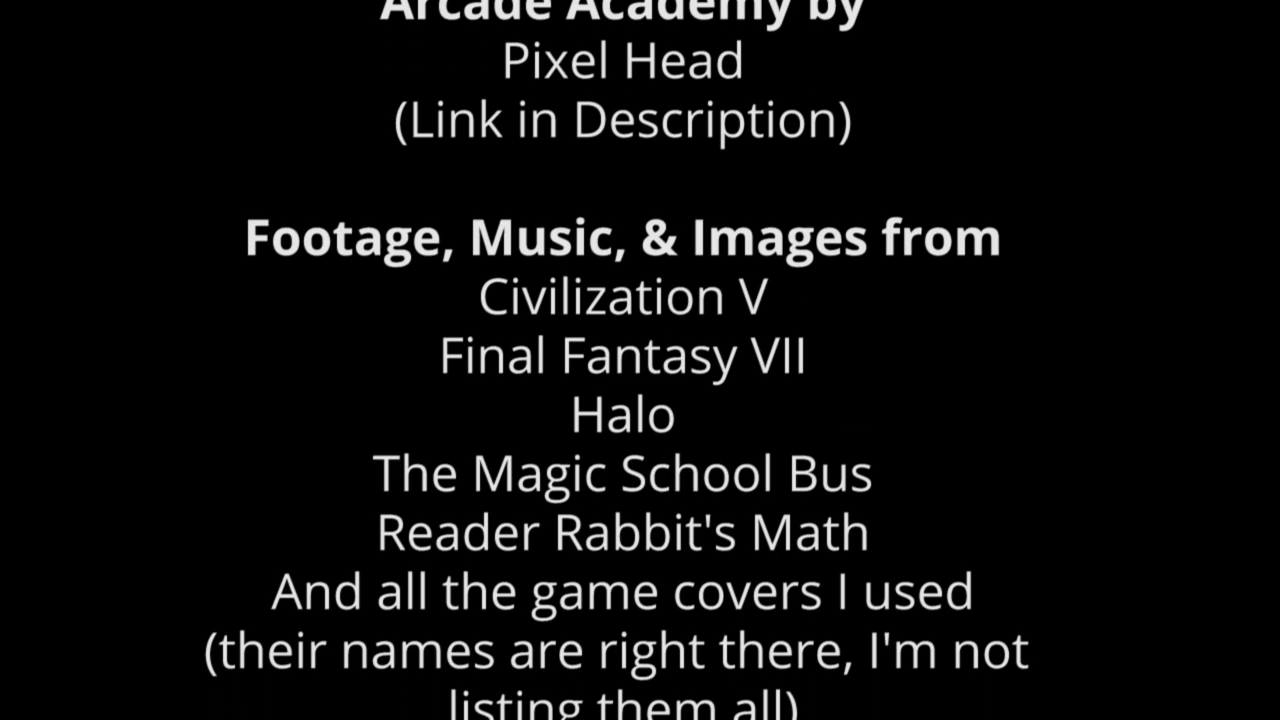 Arcade Academy by
Pixel Head
(Link in Description)
Footage, Music, & Images from
Civilization V
Final Fantasy VII
Halo
The Magic School Bus
Reader Rabbit's Math
And all the game covers I used
(their names are right there, I'm not
listing them all)